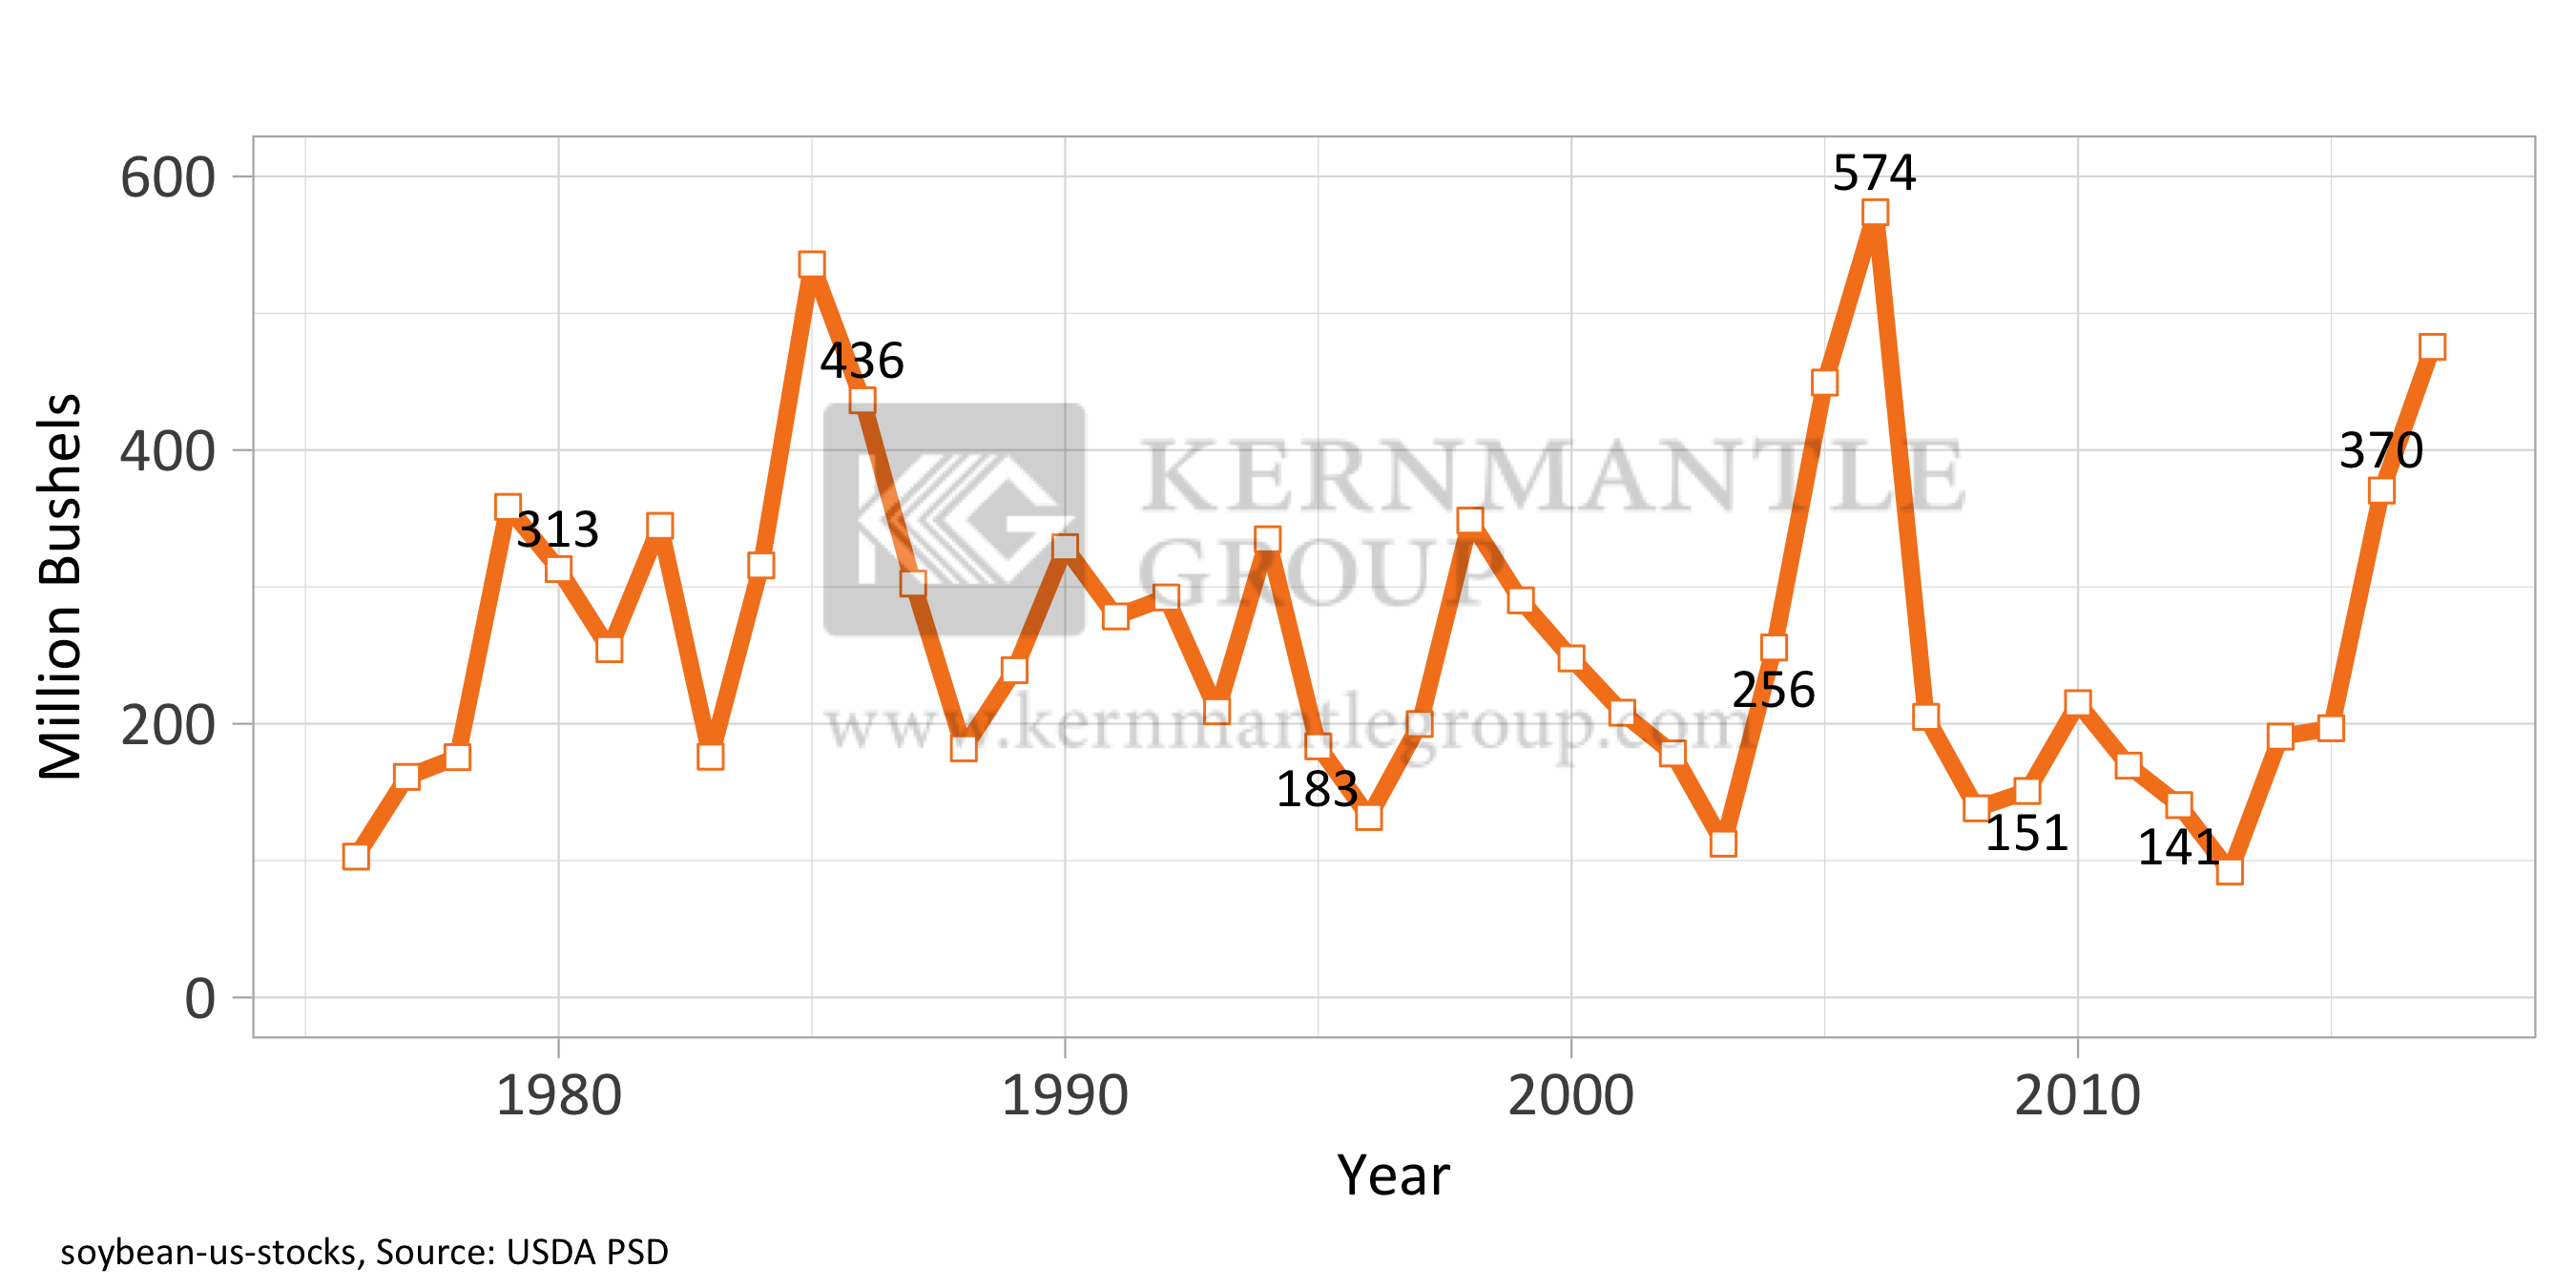 600
400
200
0
Million Bushels
313
436
183
256
574
151
141
370
KERNMANTLE
GROUP
www.kernmantlegroup.com
1980 1990 2000 2010
Year
soybean-us-stocks, Source: USDA PSD